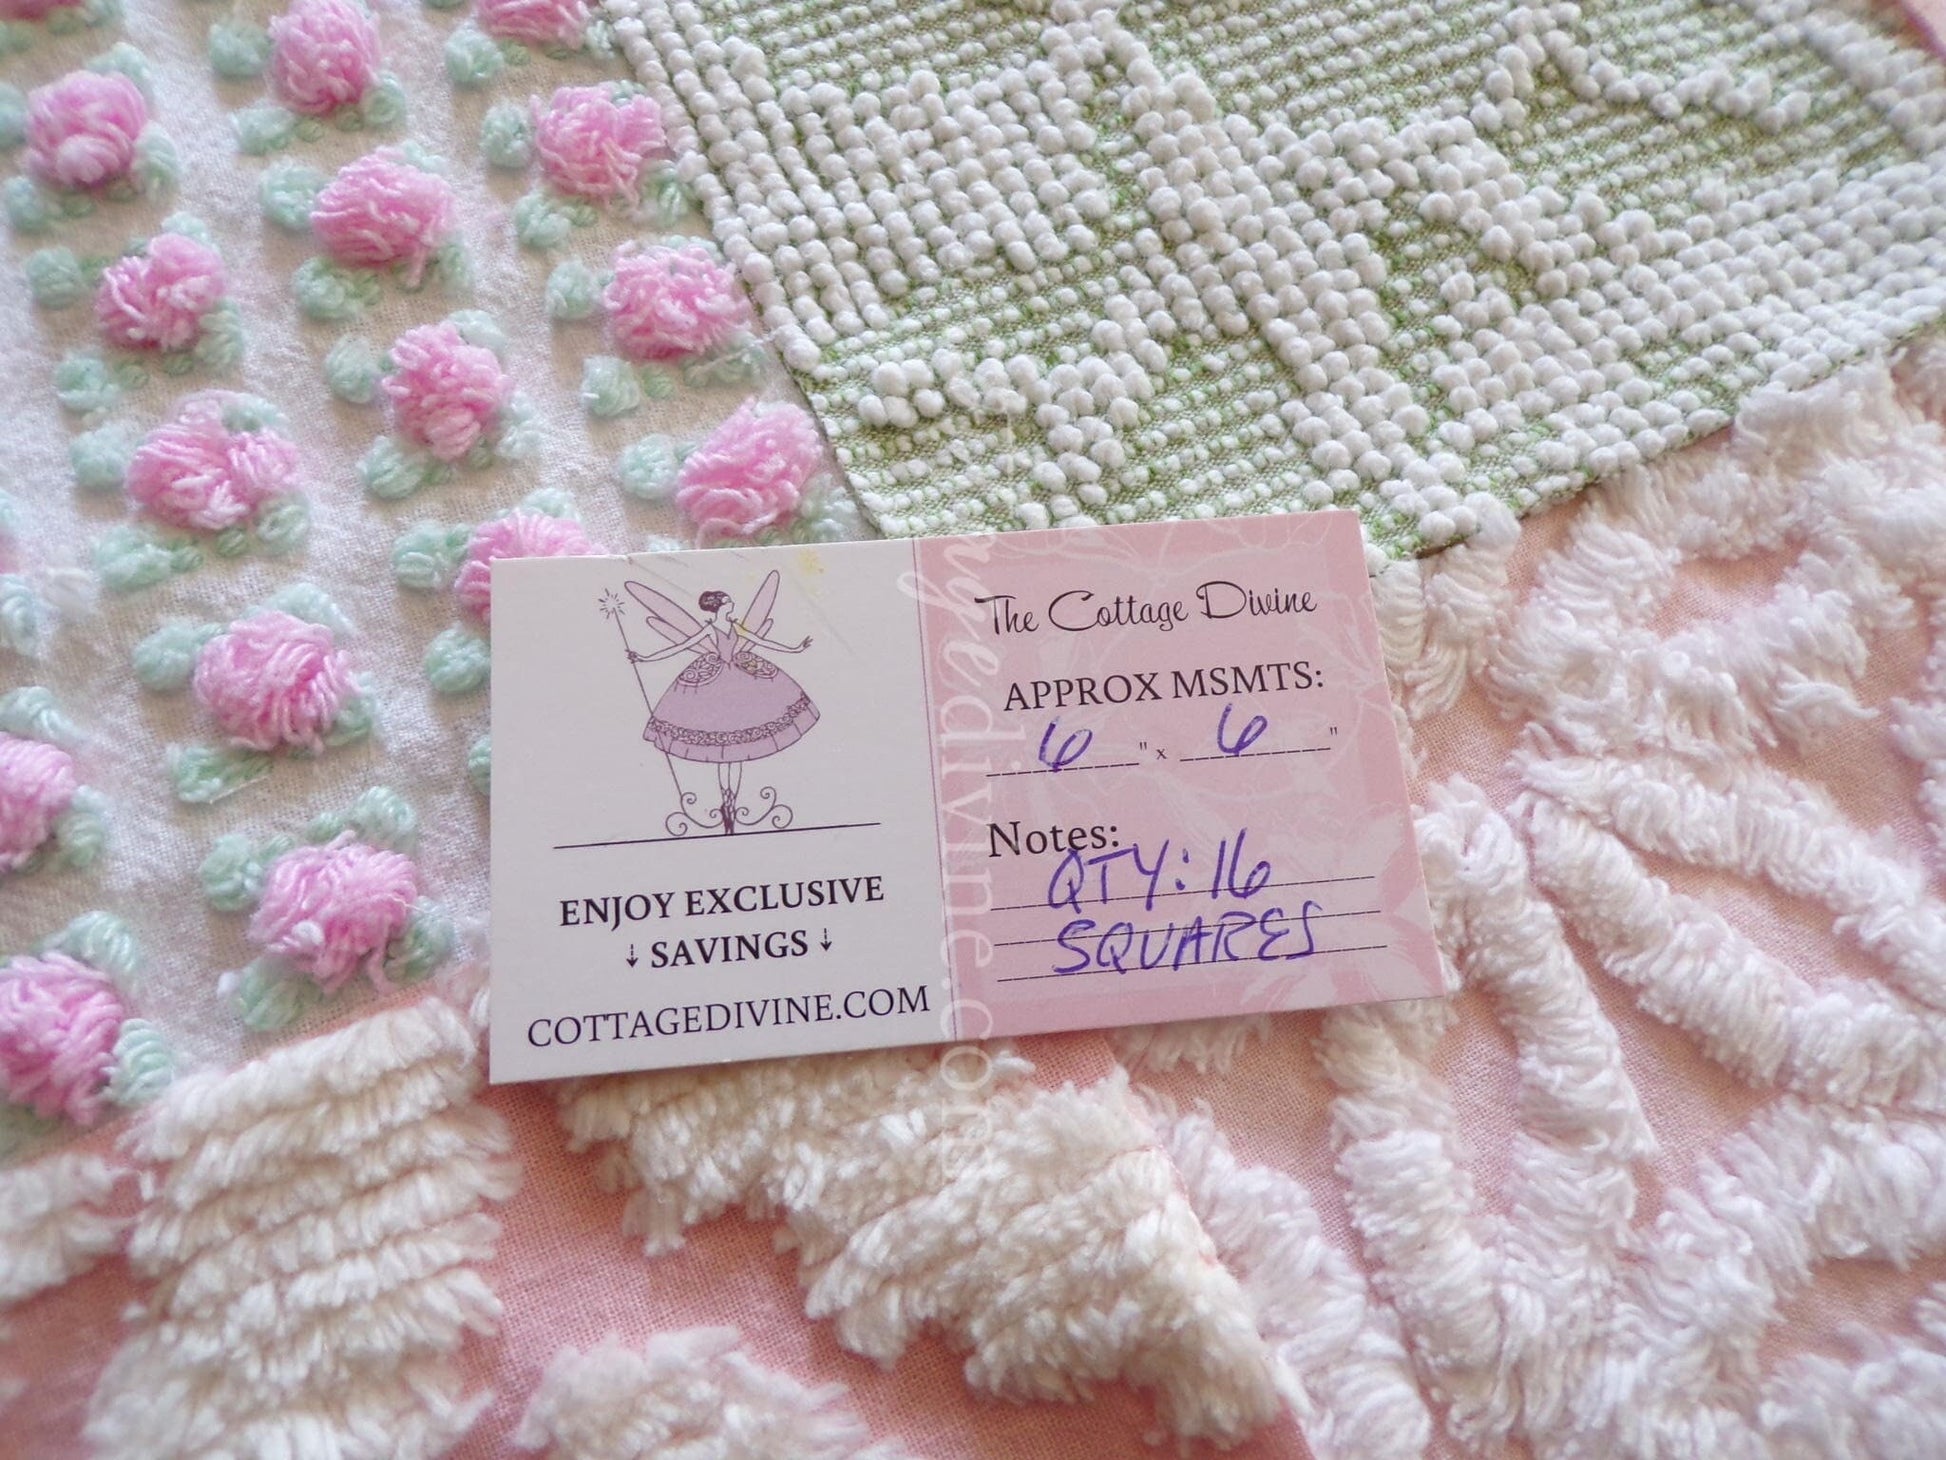 The Cottage Divine
APPROX MSMTS:
6 " x 6 "
Notes:
QTY: 16
SQUARES
ENJOY EXCLUSIVE
↓ SAVINGS ↓
COTTAGEDIVINE.COM